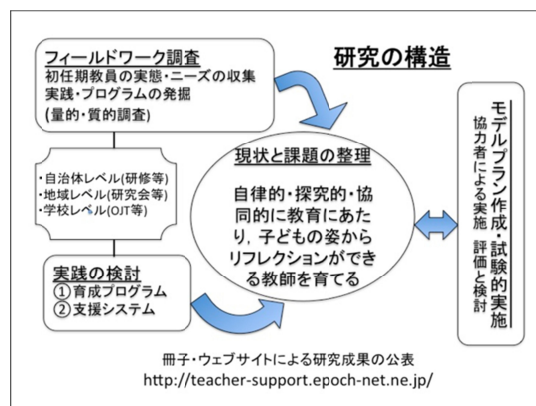 研究の構造
フィールドワーク調査
初任期教員の実態・ニーズの収集
実践・プログラムの発掘
(量的・質的調査)
・自治体レベル(研修等)
・地域レベル(研究会等)
・学校レベル(OJT等)
実践の検討
①育成プログラム
②支援システム
現状と課題の整理
自律的・探究的・協
同的に教育にあた
り，子どもの姿から
リフレクションがで
きる教師を育てる
モデルプラン作成・試験的実施
協力者による実施　評価と検討
冊子・ウェブサイトによる研究成果の公表
http://teacher-support.epoch-net.ne.jp/